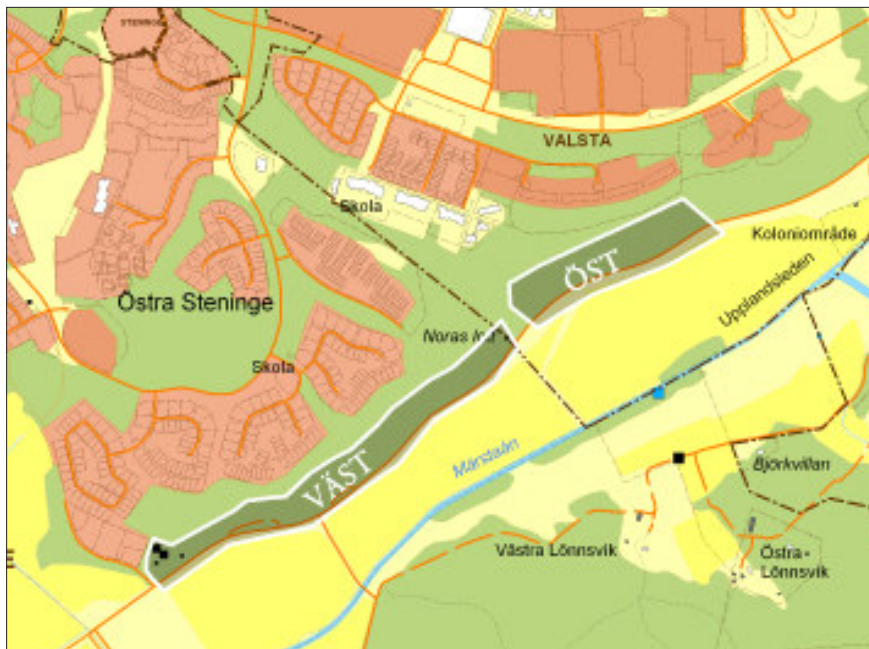 STENINGE
VALSTA
Skola
ÖST
Koloniområde
Upplandsleden
Östra Steninge
Noras
Skola
VÄST
Märstaån
Björkvillan
Västra Lönnsvik
Östra
Lönnsvik
E